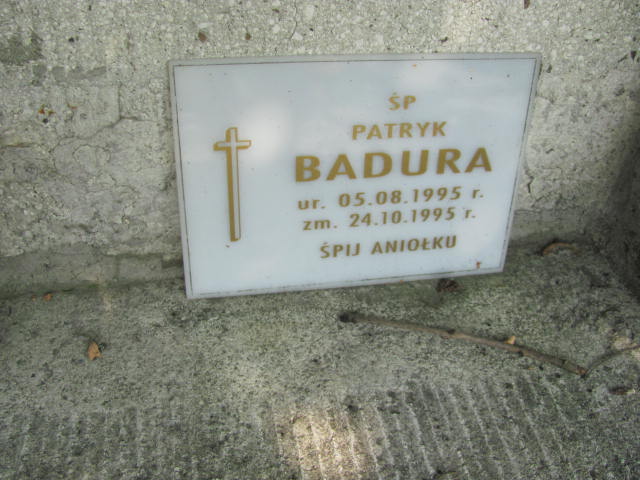 ŚP
PATRYK
BADURA
ur. 05.08.1995 r.
zm. 24.10.1995 r.
ŚPIJ ANIOŁKU